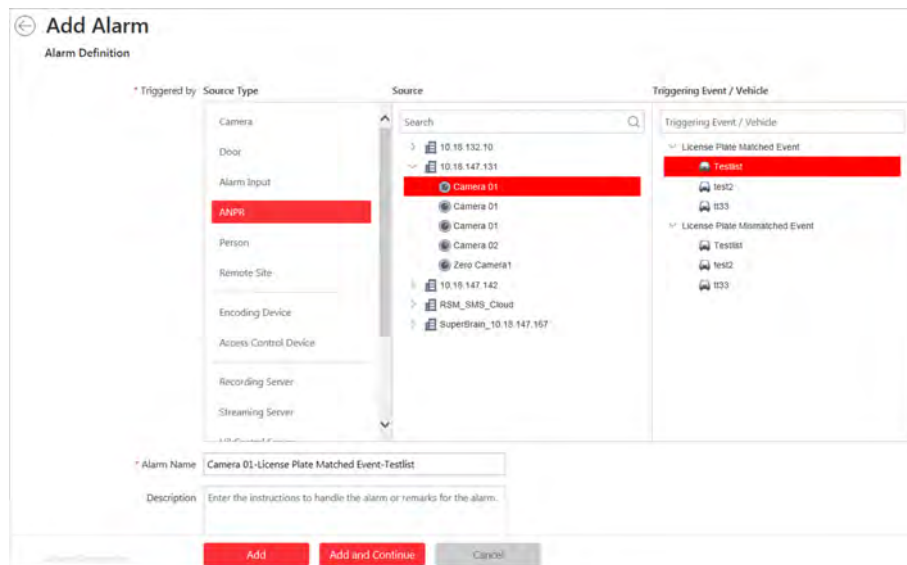 Add Alarm
Alarm Definition
* Triggered by Source Type
Source
Triggering Event / Vehicle
Camera
Door
Alarm Input
ANPR
Person
Remote Site
Encoding Device
Access Control Device
Recording Server
Streaming Server
Search
10.18.132.10
10.18.147.131
Camera 01
Camera 01
Camera 01
Camera 02
Zero Camera1
10.18.147.142
RSM_SMS_Cloud
SuperBrain_10.18.147.167
Triggering Event / Vehicle
License Plate Matched Event
Testlist
test2
tt33
License Plate Mismatched Event
Testlist
test2
tt33
* Alarm Name Camera 01-License Plate Matched Event-Testlist
Description Enter the instructions to handle the alarm or remarks for the alarm.
Add
Add and Continue
Cancel